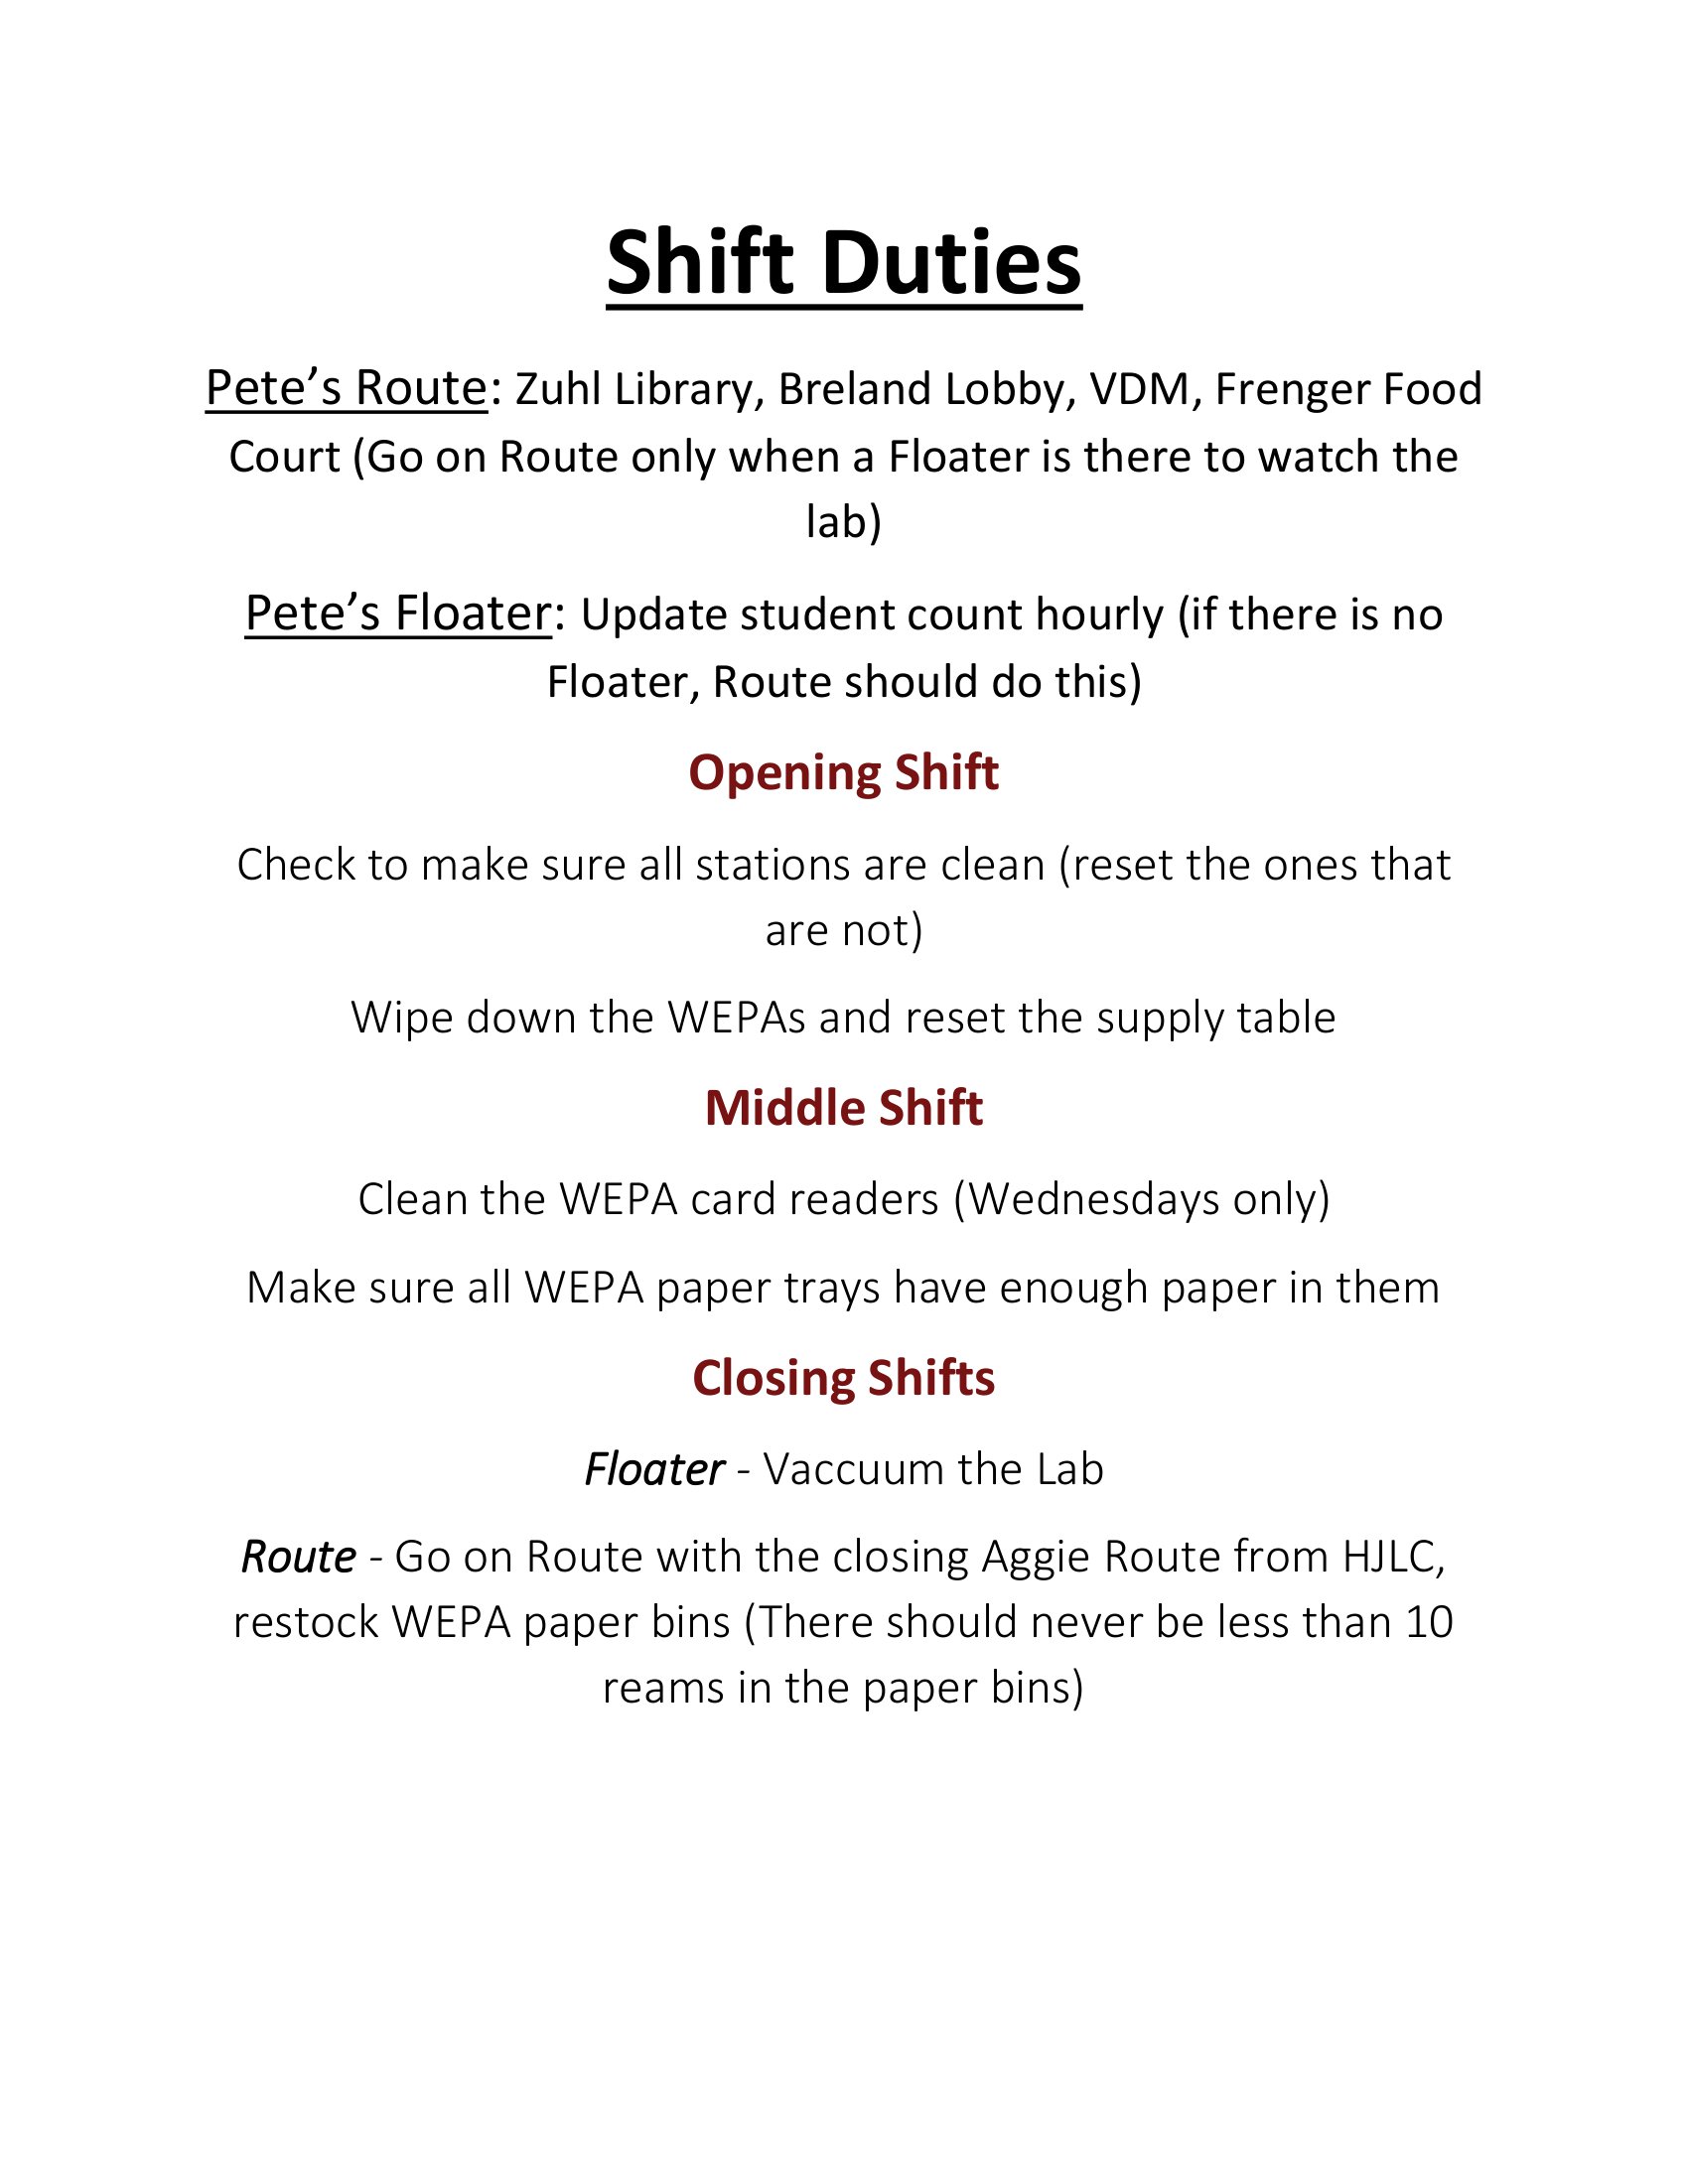 Shift Duties
Pete’s Route: Zuhl Library, Breland Lobby, VDM, Frenger Food
Court (Go on Route only when a Floater is there to watch the
lab)
Pete’s Floater: Update student count hourly (if there is no
Floater, Route should do this)
Opening Shift
Check to make sure all stations are clean (reset the ones that
are not)
Wipe down the WEPAs and reset the supply table
Middle Shift
Clean the WEPA card readers (Wednesdays only)
Make sure all WEPA paper trays have enough paper in them
Closing Shifts
Floater - Vaccuum the Lab
Route - Go on Route with the closing Aggie Route from HJLC,
restock WEPA paper bins (There should never be less than 10
reams in the paper bins)